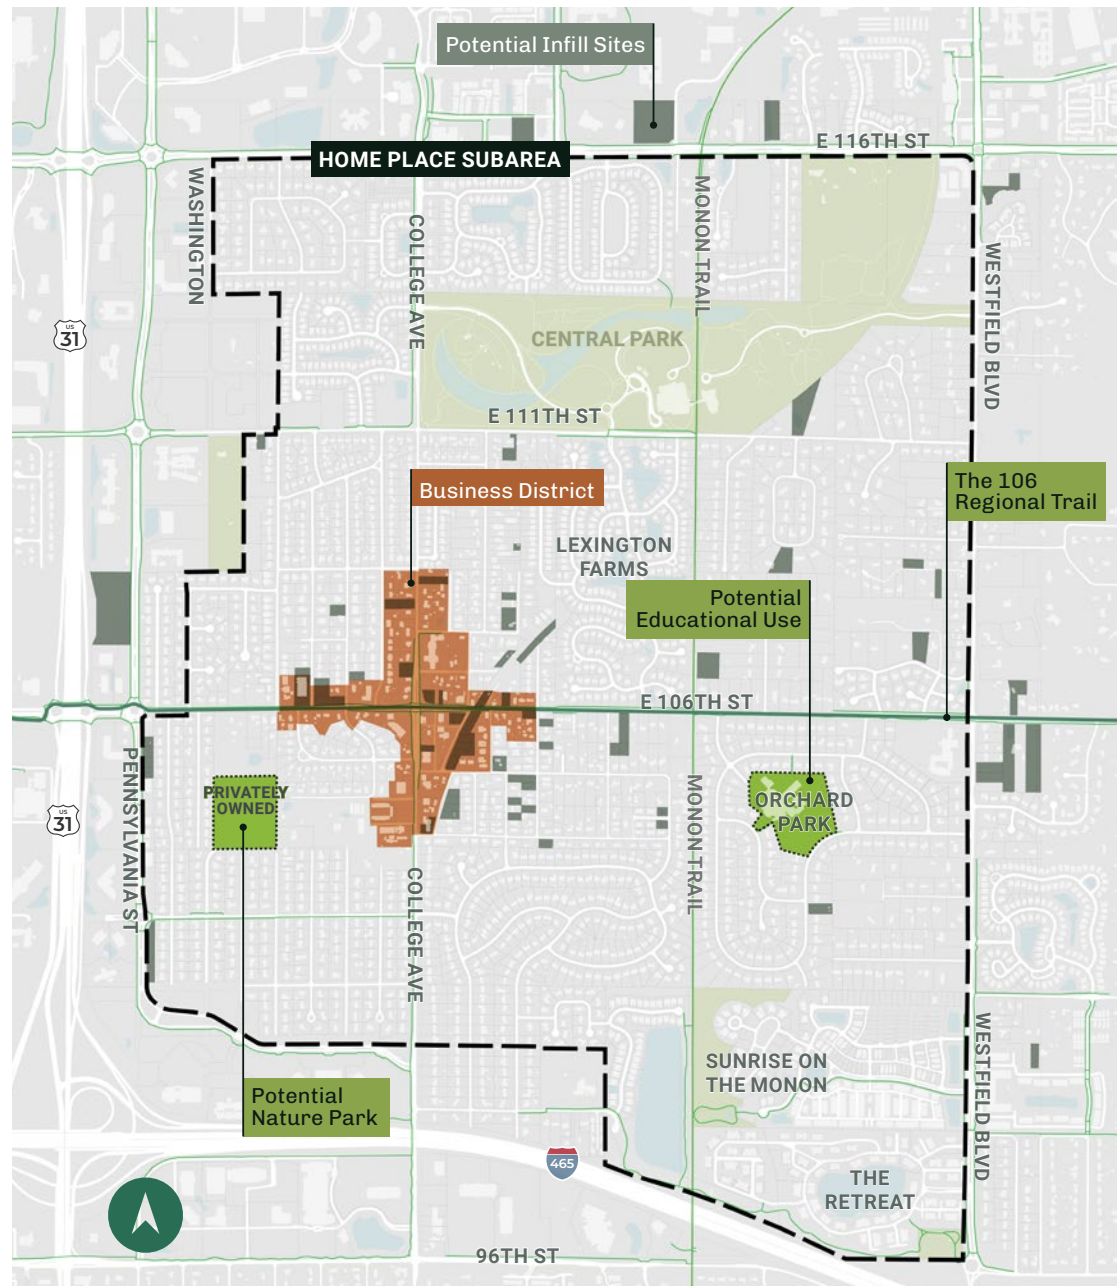 Potential Infill Sites
E 116TH ST
HOME PLACE SUBAREA
WASHINGTON
COLLEGE AVE
MONON TRAIL
WESTFIELD BLVD
US
31
CENTRAL PARK
E 111TH ST
Business District
The 106
Regional Trail
LEXINGTON
FARMS
Potential
Educational Use
E 106TH ST
PENNSYLVANIA ST
PRIVATELY
OWNED
ORCHARD
PARK
MONON TRAIL
US
31
COLLEGE AVE
WESTFIELD BLVD
SUNRISE ON
THE MONON
Potential
Nature Park
465
THE
RETREAT
96TH ST